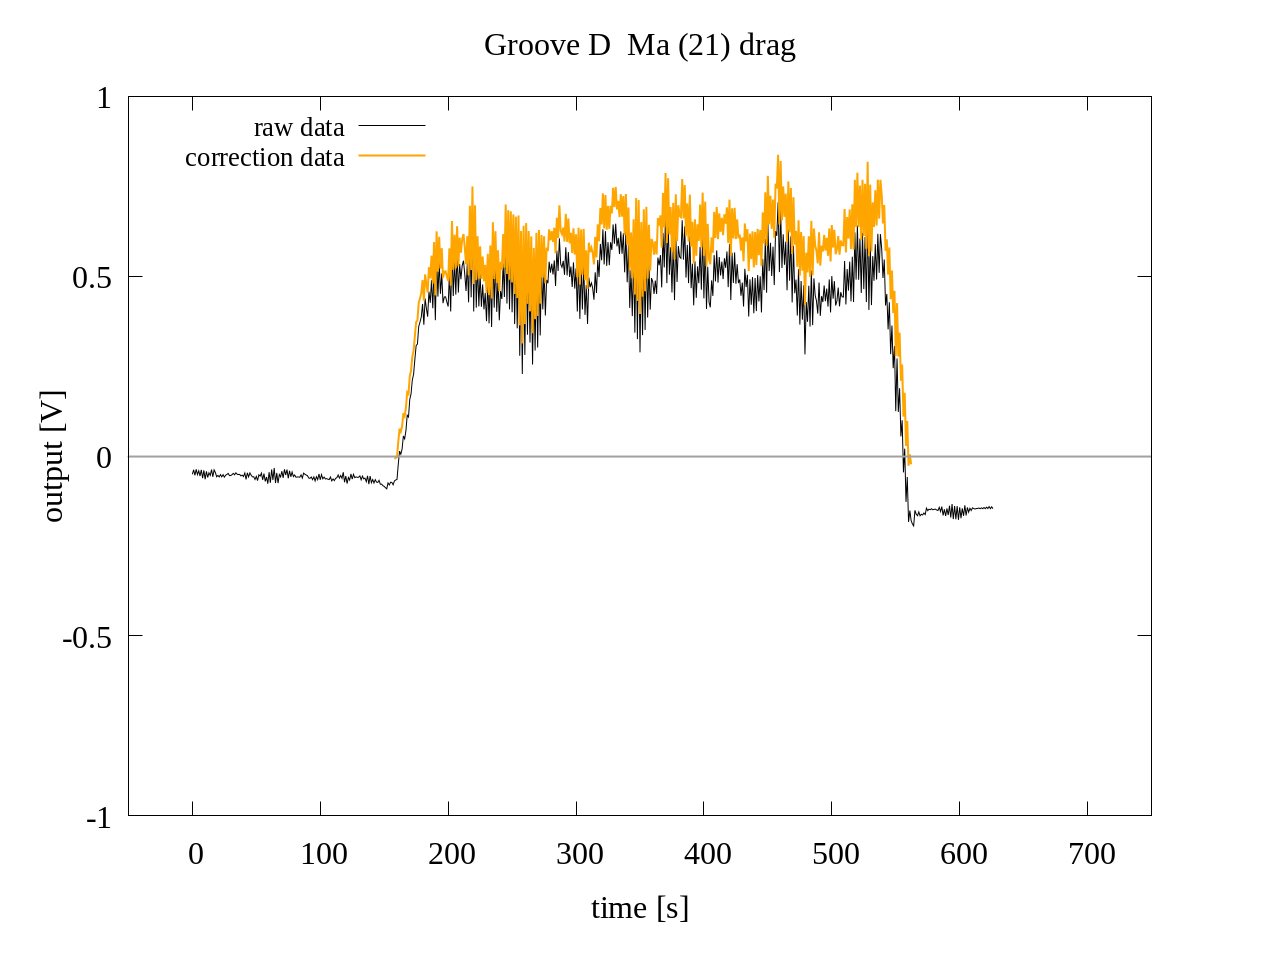 Groove D  Ma (21) drag
raw data
correction data
1
0.5
0
-0.5
-1
output [V]
0 100 200 300 400 500 600 700
time [s]